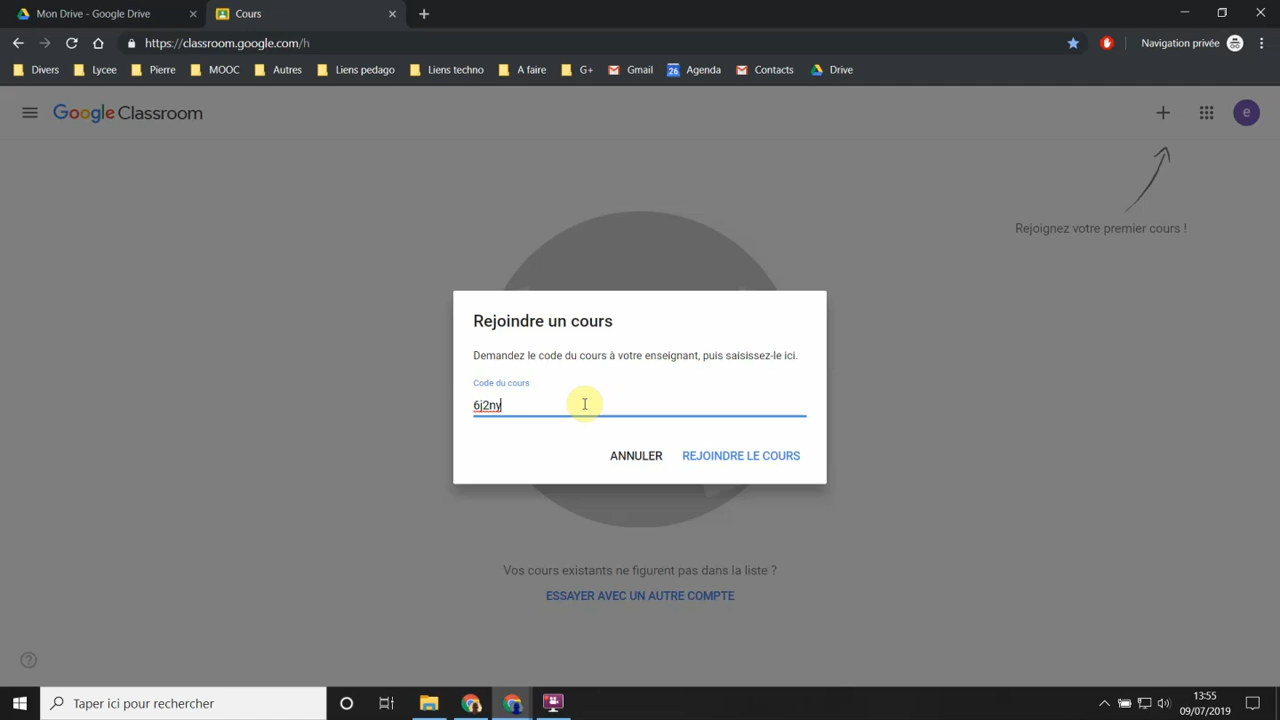 Mon Drive - Google Drive
Cours
https://classroom.google.com/h
Navigation privée
Divers
Lycee
Pierre
MOOC
Autres
Liens pedago
Liens techno
A faire
G+
Gmail
26
Agenda
Contacts
Drive
Google Classroom
e
Rejoignez votre premier cours !
Rejoindre un cours
Demandez le code du cours à votre enseignant, puis saisissez-le ici.
Code du cours
6j2ny
ANNULER
REJOINDRE LE COURS
Vos cours existants ne figurent pas dans la liste ?
ESSAYER AVEC UN AUTRE COMPTE
Taper ici pour rechercher
13:55
09/07/2019